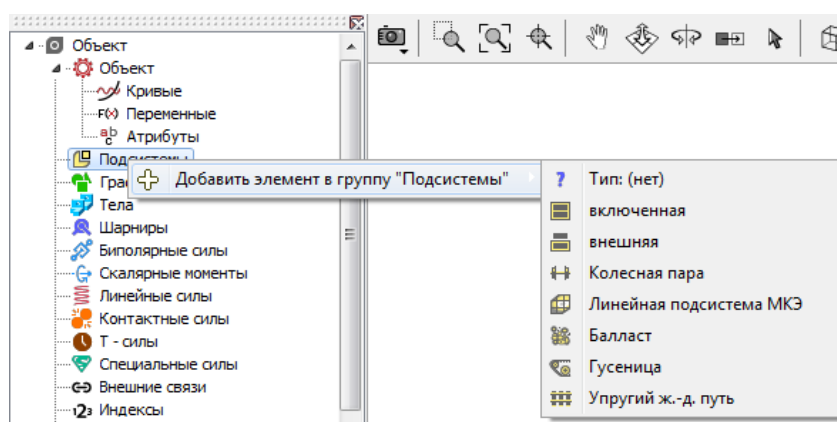 Объект
Объект
Кривые
F(x) Переменные
a b c Атрибуты
Подсистемы
Добавить элемент в группу "Подсистемы"
? Тип: (нет)
включенная
внешняя
Колесная пара
Линейная подсистема МКЭ
Балласт
Гусеница
Упругий ж.-д. путь
Тела
Шарниры
Биполярные силы
Скалярные моменты
Линейные силы
Контактные силы
Т - силы
Специальные силы
Внешние связи
123 Индексы